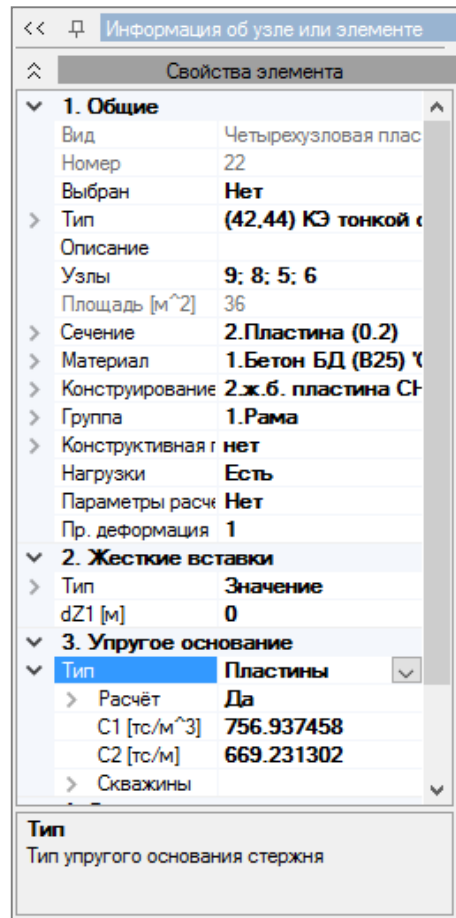 << Информация об узле или элементе
Свойства элемента
1. Общие
Вид Четырехузловая плас
Номер 22
Выбран Нет
Тип (42,44) КЭ тонкой
Описание
Узлы 9; 8; 5; 6
Площадь [м^2] 36
Сечение 2.Пластина (0.2)
Материал 1.Бетон БД (B25)
Конструирование 2.ж.б. пластина СН
Группа 1.Рама
Конструктивная г нет
Нагрузки Есть
Параметры расче Нет
Пр. деформация 1
2. Жесткие вставки
Тип Значение
dZ1 [м] 0
3. Упругое основание
Тип Пластины
Расчёт Да
C1 [тс/м^3] 756.937458
C2 [тс/м] 669.231302
Скважины
Тип
Тип упругого основания стержня